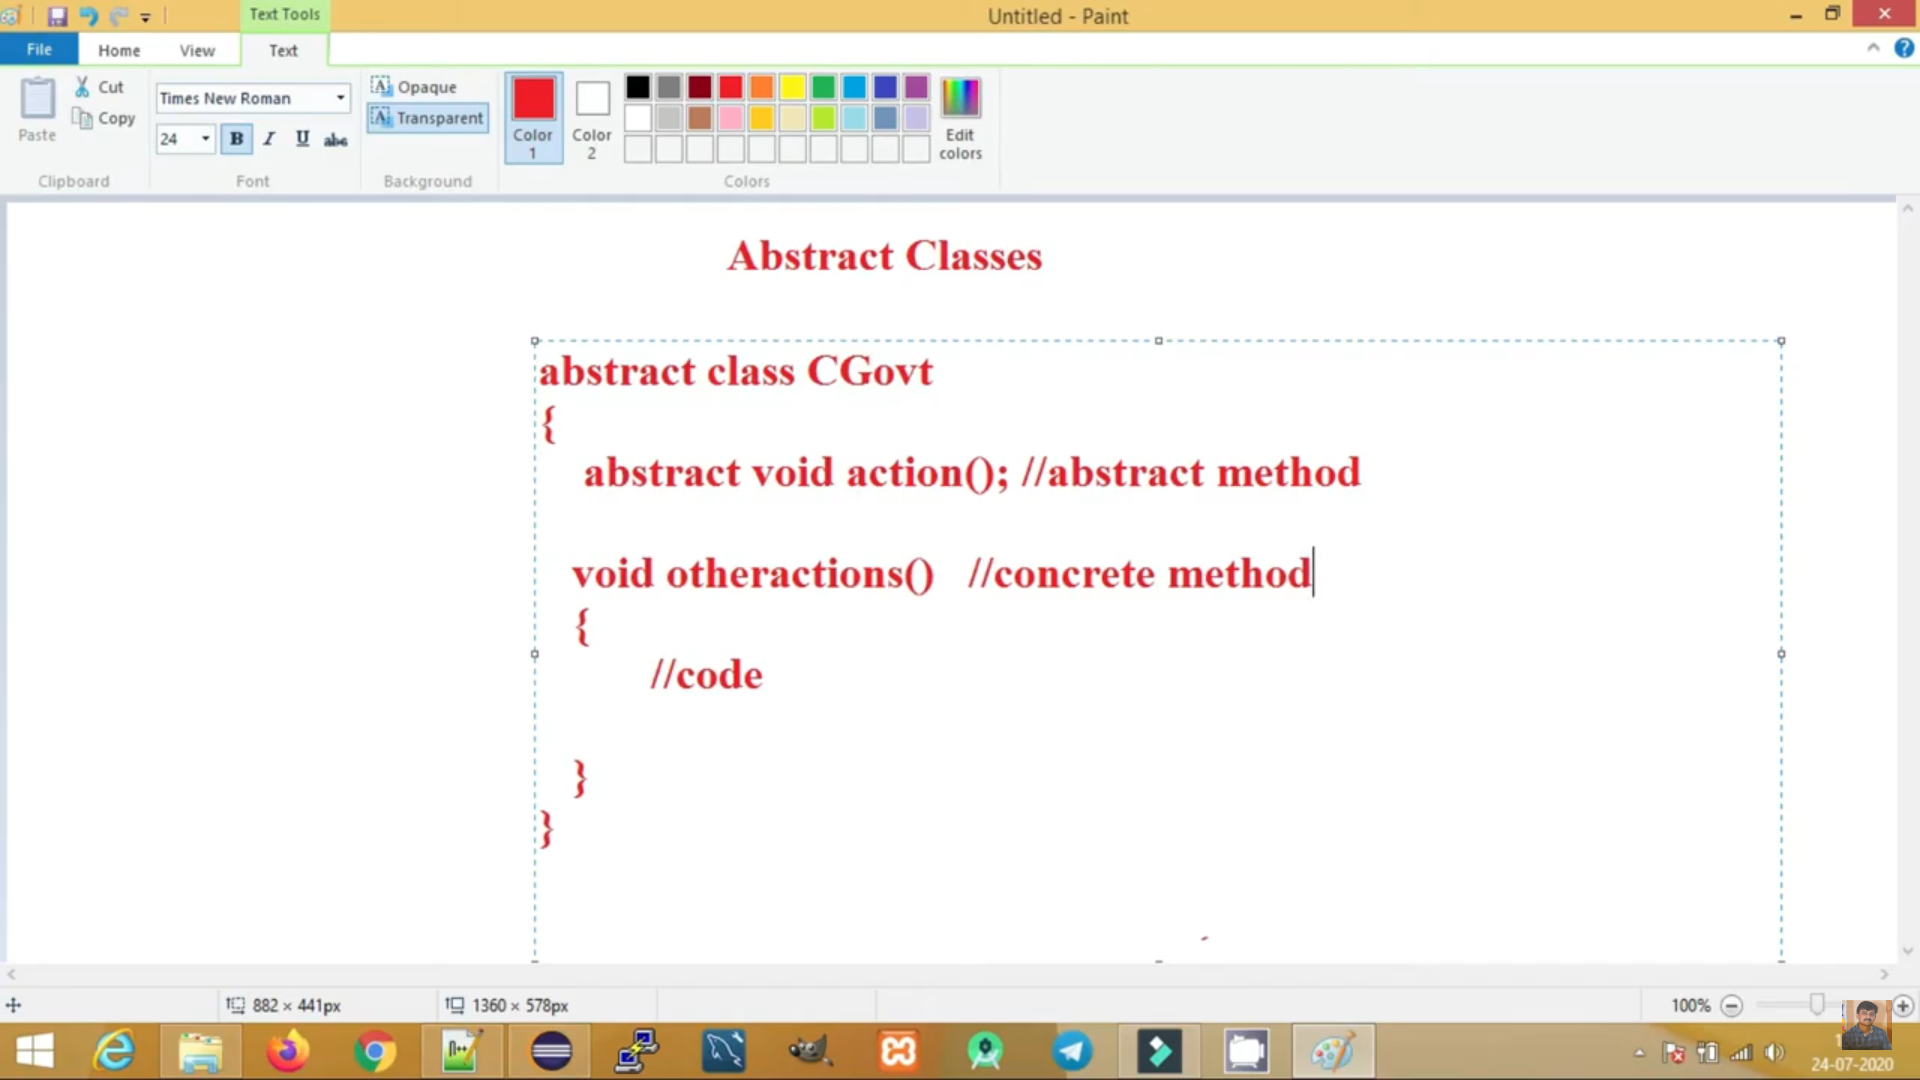 Text Tools
Untitled - Paint
File
Home
View
Text
Paste
Cut
Copy
Clipboard
Times New Roman
24
B I U abc
Font
Opaque
Transparent
Background
Color 1
Color 2
Edit colors
Colors
Abstract Classes
abstract class CGovt
{
abstract void action(); //abstract method
void otheractions() //concrete method
{
//code
}
}
882 × 441px
1360 × 578px
100%
24-07-2020